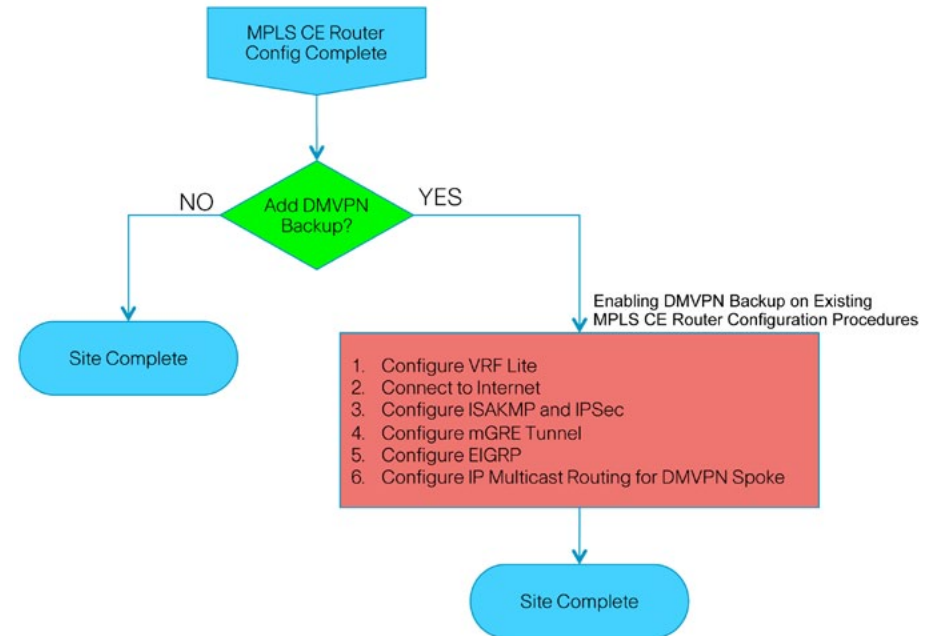 MPLS CE Router
Config Complete
Add DMVPN
Backup?
NO
YES
Site Complete
Enabling DMVPN Backup on Existing
MPLS CE Router Configuration Procedures
1. Configure VRF Lite
2. Connect to Internet
3. Configure ISAKMP and IPSec
4. Configure mGRE Tunnel
5. Configure EIGRP
6. Configure IP Multicast Routing for DMVPN Spoke
Site Complete